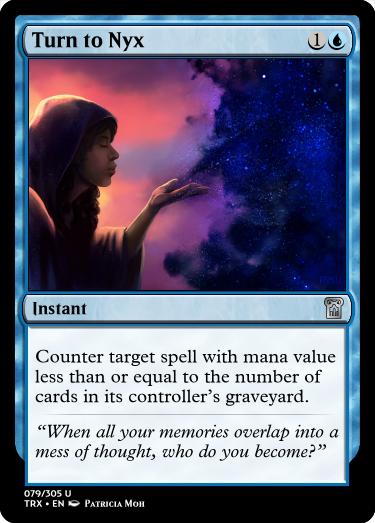 Turn to Nyx 1
Instant
Counter target spell with mana value
less than or equal to the number of
cards in its controller's graveyard.
“When all your memories overlap into a
mess of thought, who do you become?”
079/305 U
TRX • EN Patricia Moh